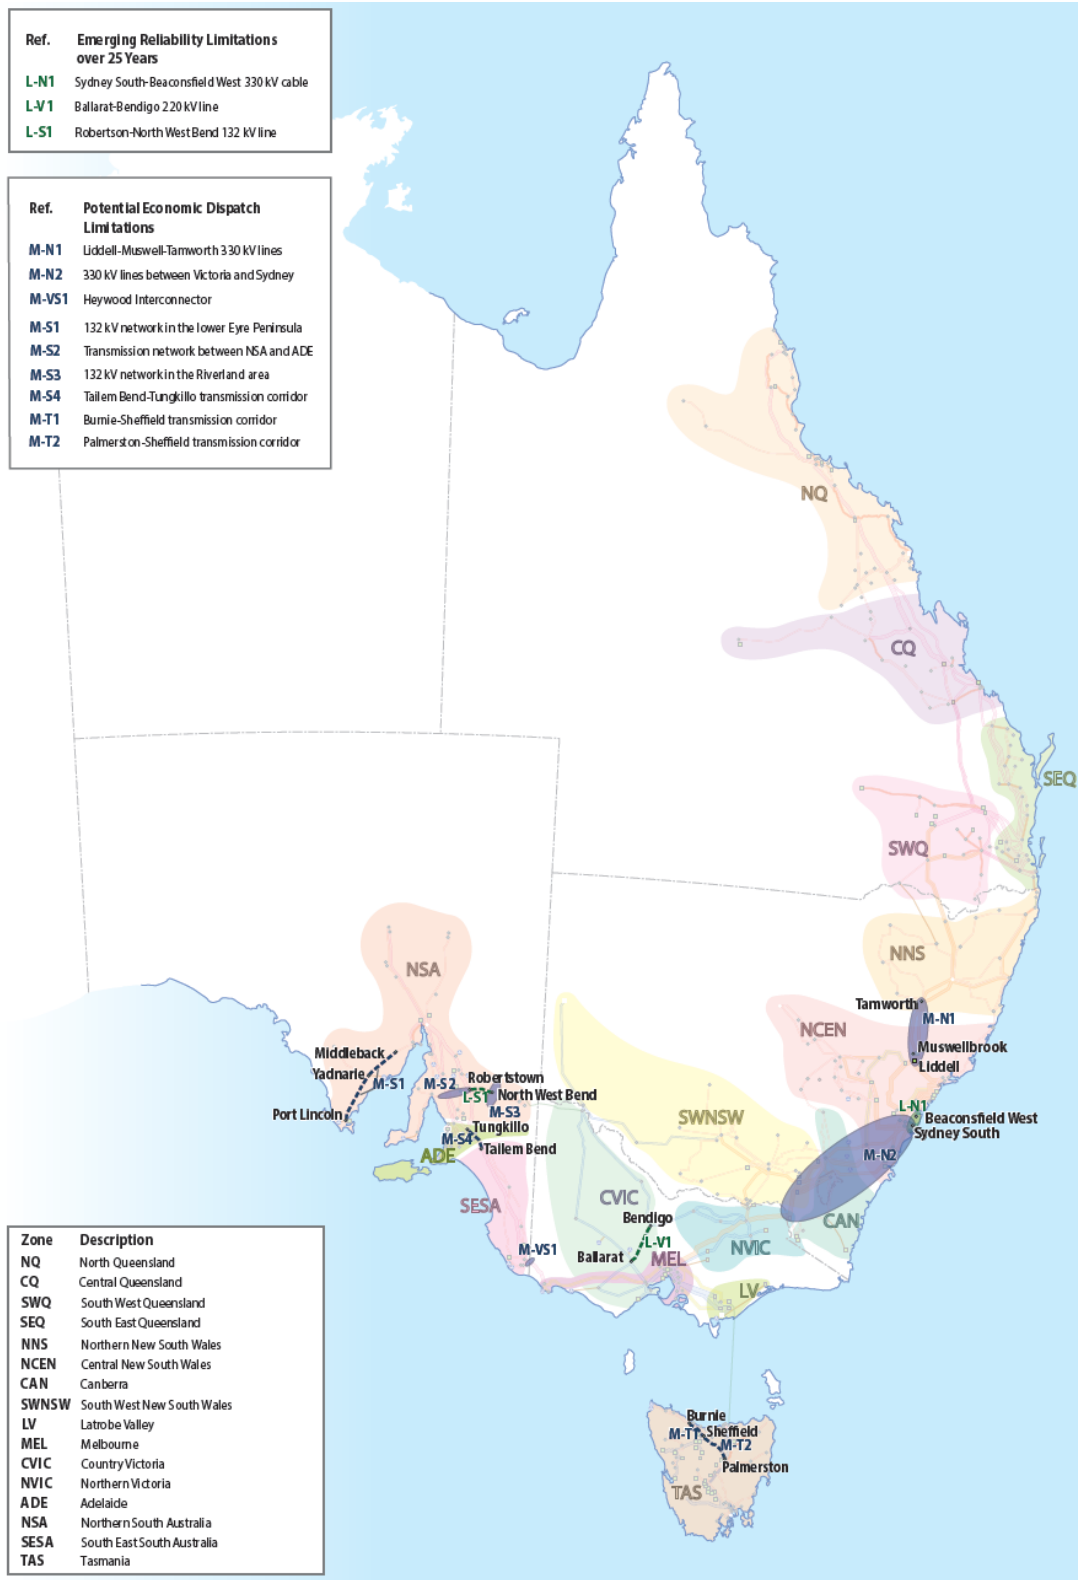 Ref. Emerging Reliability Limitations
over 25 Years
L-N1 Sydney South-Beaconsfield West 330 kV cable
L-V1 Ballarat-Bendigo 220 kV line
L-S1 Robertson-North West Bend 132 kV line
Ref. Potential Economic Dispatch
Limitations
M-N1 Liddell-Muswell-Tamworth 330 kV lines
M-N2 330 kV lines between Victoria and Sydney
M-VS1 Heywood Interconnector
M-S1 132 kV network in the lower Eyre Peninsula
M-S2 Transmission network between NSA and ADE
M-S3 132 kV network in the Riverland area
M-S4 Tailem Bend-Tungkillo transmission corridor
M-T1 Burnie-Sheffield transmission corridor
M-T2 Palmerston-Sheffield transmission corridor
NQ
CQ
SEQ
SWQ
NNS
NSA
Tamworth
M-N1
NCEN
Muswellbrook
Liddell
Middleback
Yadnarie
M-S1
M-S2
Robertstown
L-S1
North West Bend
Port Lincoln
M-S3
Tungkillo
M-S4
Tailem Bend
ADE
L-N1
Beaconsfield West
Sydney South
SWNSW
M-N2
SESA
CVIC
Bendigo
CAN
L-V1
NVIC
M-VS1
Ballarat
MEL
LV
Burnie
M-T1
Sheffield
M-T2
Palmerston
TAS
Zone Description
NQ North Queensland
CQ Central Queensland
SWQ South West Queensland
SEQ South East Queensland
NNS Northern New South Wales
NCEN Central New South Wales
CAN Canberra
SWNSW South West New South Wales
LV Latrobe Valley
MEL Melbourne
CVIC Country Victoria
NVIC Northern Victoria
ADE Adelaide
NSA Northern South Australia
SESA South East South Australia
TAS Tasmania